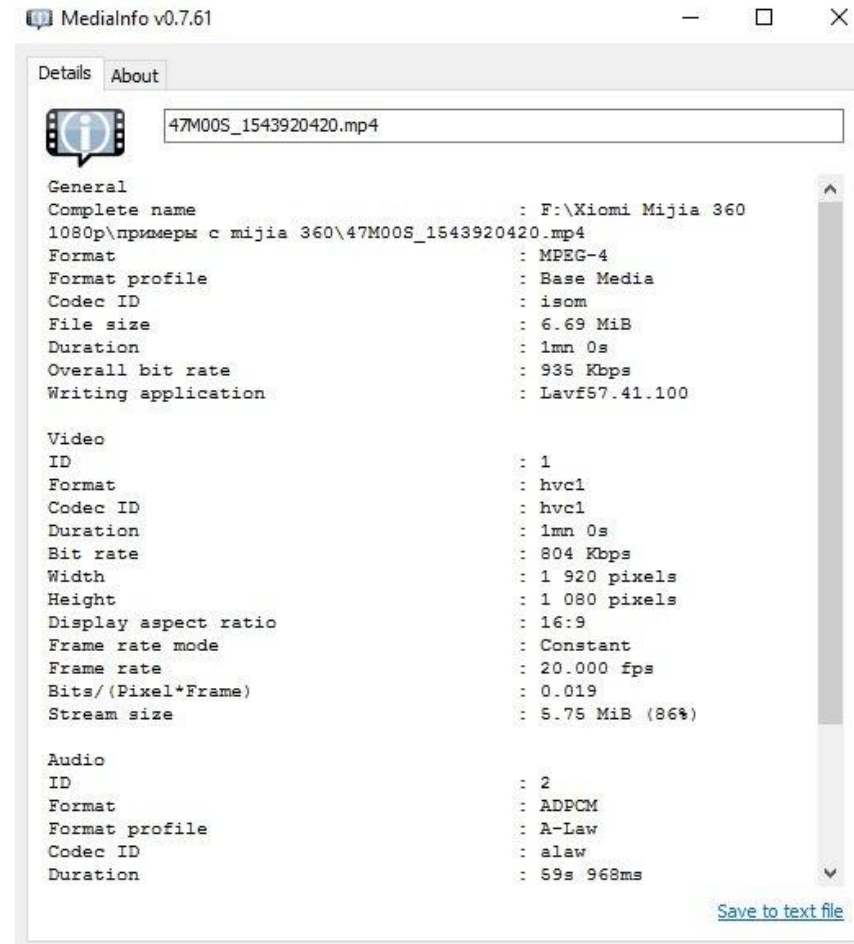 MediaInfo v0.7.61
Details About
47M00S_1543920420.mp4
General
Complete name : F:\Xiomi Mijia 360
1080p\примеры с mijia 360\47M00S_1543920420.mp4
Format : MPEG-4
Format profile : Base Media
Codec ID : isom
File size : 6.69 MiB
Duration : 1mn 0s
Overall bit rate : 935 Kbps
Writing application : Lavf57.41.100
Video
ID : 1
Format : hvc1
Codec ID : hvc1
Duration : 1mn 0s
Bit rate : 804 Kbps
Width : 1 920 pixels
Height : 1 080 pixels
Display aspect ratio : 16:9
Frame rate mode : Constant
Frame rate : 20.000 fps
Bits/(Pixel*Frame) : 0.019
Stream size : 5.75 MiB (86%)
Audio
ID : 2
Format : ADPCM
Format profile : A-Law
Codec ID : alaw
Duration : 59s 968ms
Save to text file